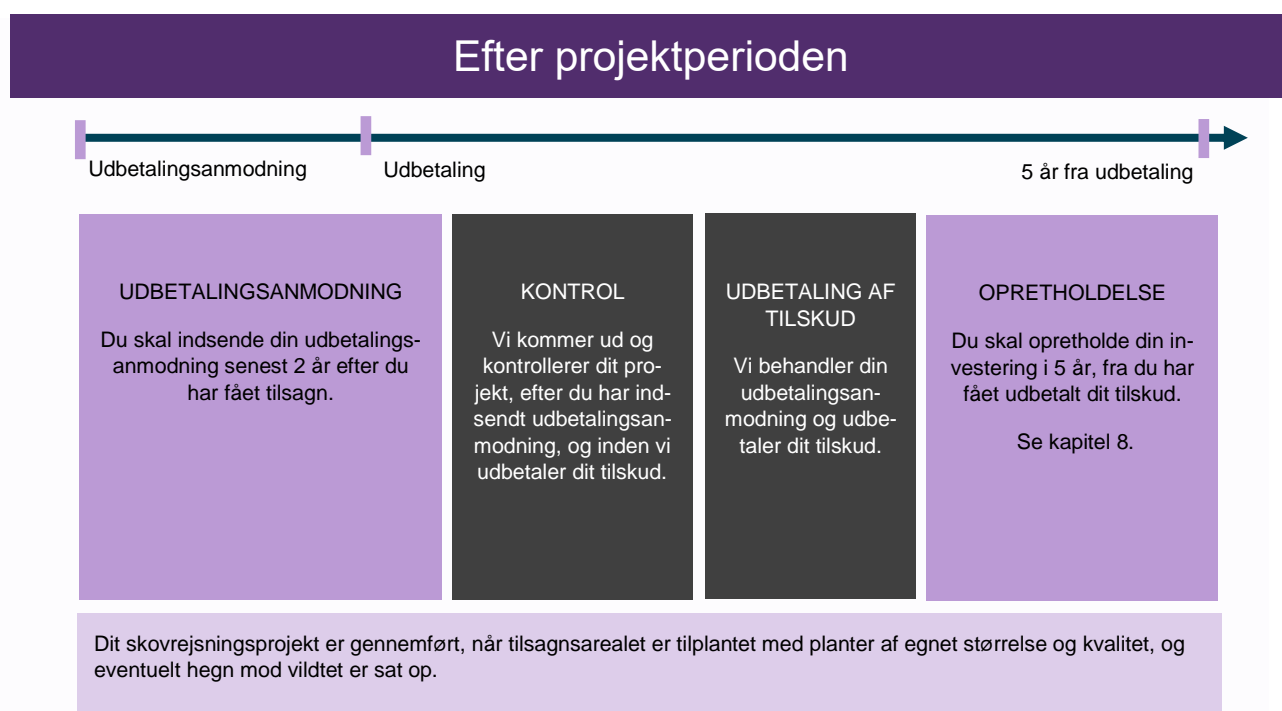 Efter projektperioden
Udbetalingsanmodning
Udbetaling
5 år fra udbetaling
UDBETALINGSANMODNING
Du skal indsende din udbetalings-
anmodning senest 2 år efter du
har fået tilsagn.
KONTROL
Vi kommer ud og
kontrollerer dit pro-
jekt, efter du har ind-
sendt udbetalingsan-
modning, og inden vi
udbetaler dit tilskud.
UDBETALING AF
TILSKUD
Vi behandler din
udbetalingsan-
modning og udbe-
taler dit tilskud.
OPRETHOLDELSE
Du skal opretholde din in-
vestering i 5 år, fra du har
fået udbetalt dit tilskud.
Se kapitel 8.
Dit skovrejsningsprojekt er gennemført, når tilsagnsarealet er tilplantet med planter af egnet størrelse og kvalitet, og
eventuelt hegn mod vildtet er sat op.